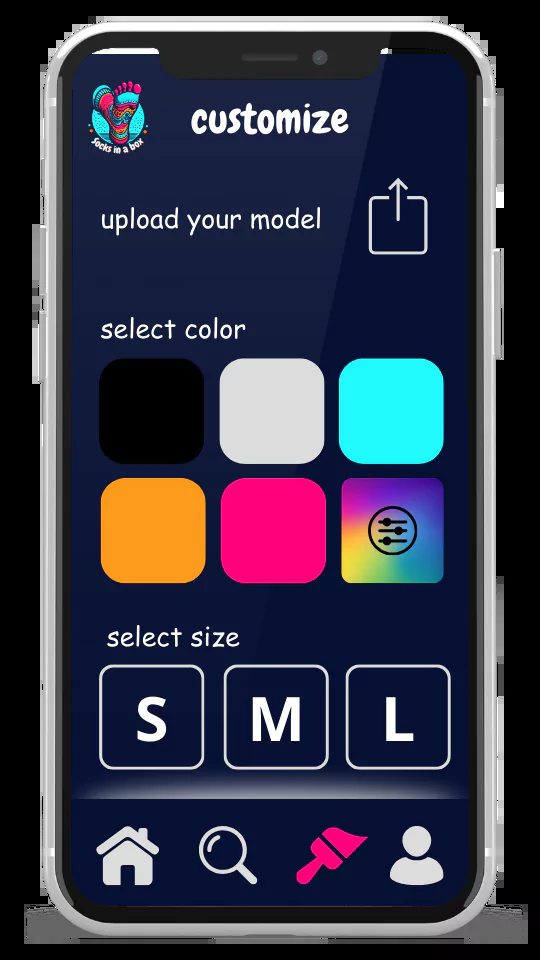 customize
socks in a box
upload your model
select color
select size
S M L